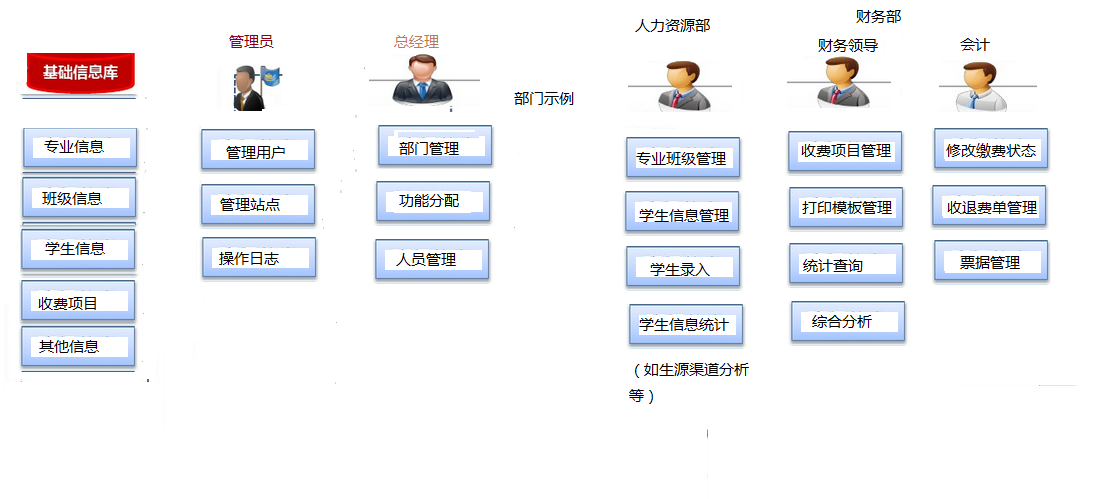 基础信息库
专业信息
班级信息
学生信息
收费项目
其他信息
管理员
管理用户
管理站点
操作日志
总经理
部门管理
功能分配
人员管理
部门示例
人力资源部
专业班级管理
学生信息管理
学生录入
学生信息统计
（如生源渠道分析
等）
财务部
财务领导
收费项目管理
打印模板管理
统计查询
综合分析
会计
修改缴费状态
收退费单管理
票据管理